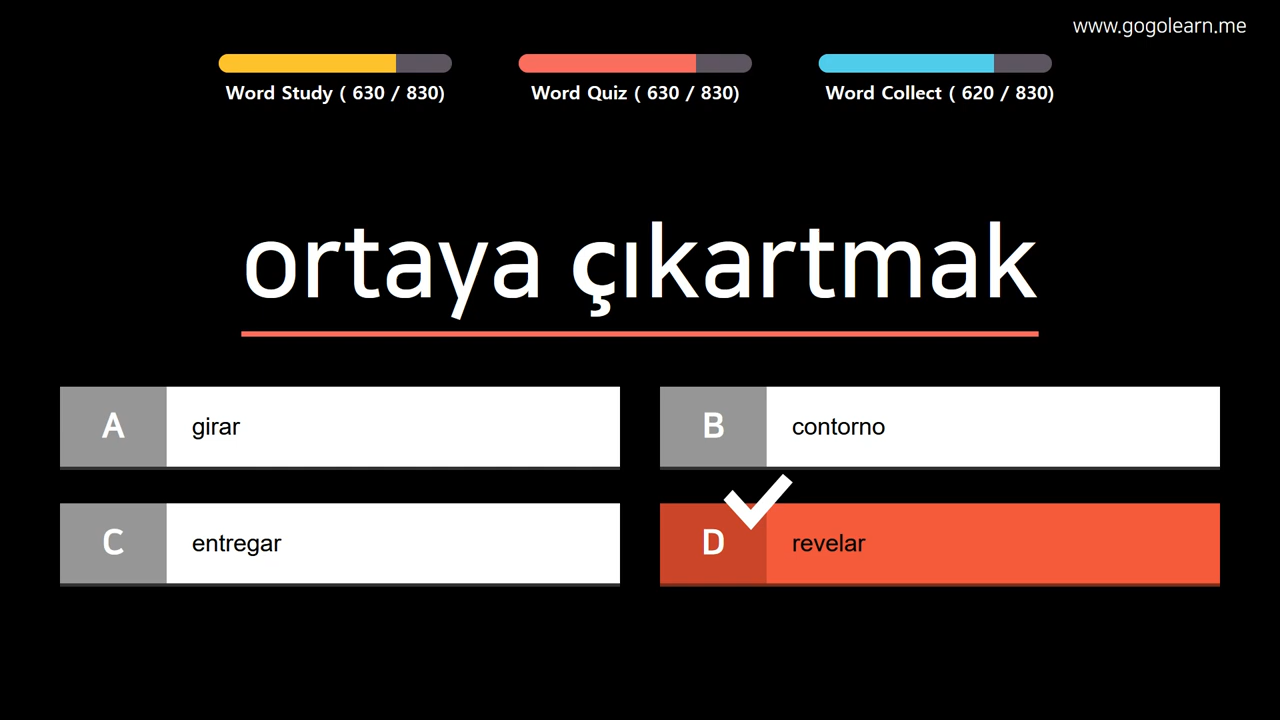 www.gogolearn.me
Word Study ( 630 / 830)
Word Quiz ( 630 / 830)
Word Collect ( 620 / 830)
ortaya çıkartmak
A girar
B contorno
C entregar
D revelar